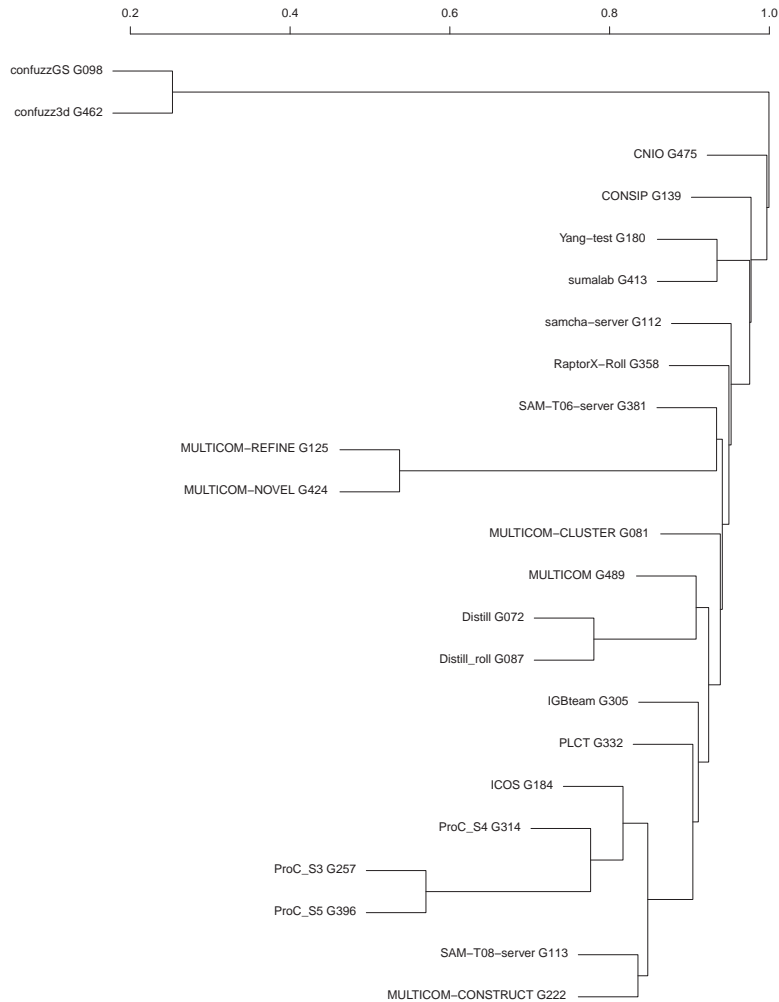 0.2 0.4 0.6 0.8 1.0
confuzzGS G098
confuzz3d G462
CNIO G475
CONSIP G139
Yang−test G180
sumalab G413
samcha−server G112
RaptorX−Roll G358
SAM−T06−server G381
MULTICOM−REFINE G125
MULTICOM−NOVEL G424
MULTICOM−CLUSTER G081
MULTICOM G489
Distill G072
Distill_roll G087
IGBteam G305
PLCT G332
ICOS G184
ProC_S4 G314
ProC_S3 G257
ProC_S5 G396
SAM−T08−server G113
MULTICOM−CONSTRUCT G222